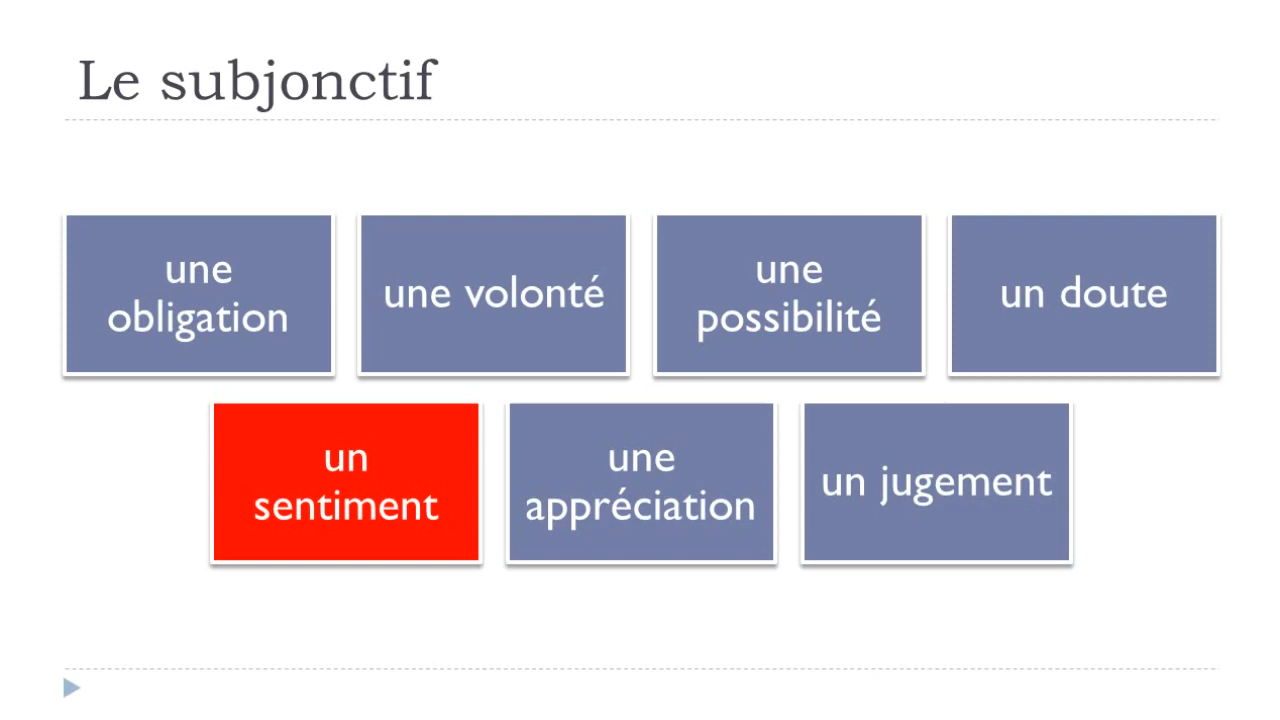 Le subjonctif
une
obligation
une volonté
une
possibilité
un doute
un
sentiment
une
appréciation
un jugement